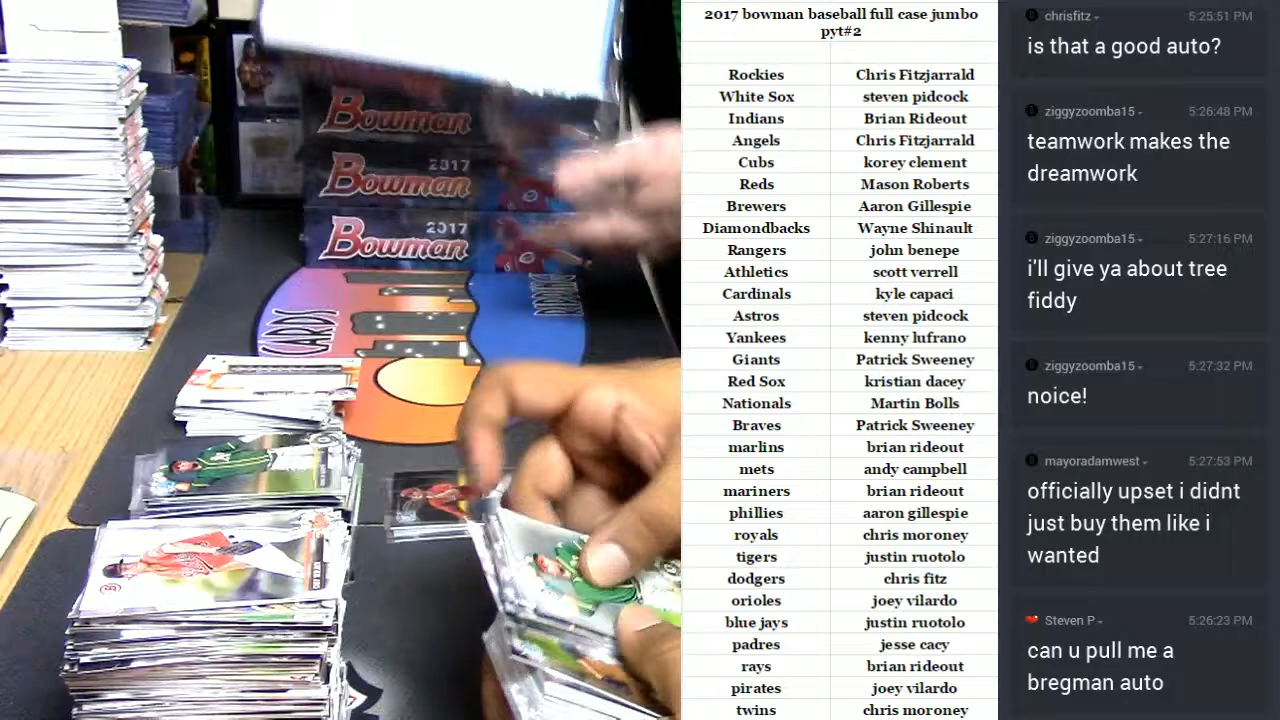 Bowman
2017
Bowman
2017
Bowman
CARDS
2017 bowman baseball full case jumbo
pyt#2
Rockies Chris Fitzjarrald
White Sox steven pidcock
Indians Brian Rideout
Angels Chris Fitzjarrald
Cubs korey clement
Reds Mason Roberts
Brewers Aaron Gillespie
Diamondbacks Wayne Shinault
Rangers john benepe
Athletics scott verrell
Cardinals kyle capaci
Astros steven pidcock
Yankees kenny lufrano
Giants Patrick Sweeney
Red Sox kristian dacey
Nationals Martin Bolls
Braves Patrick Sweeney
marlins brian rideout
mets andy campbell
mariners brian rideout
phillies aaron gillespie
royals chris moroney
tigers justin ruotolo
dodgers chris fitz
orioles joey vilardo
blue jays justin ruotolo
padres jesse cacy
rays brian rideout
pirates joey vilardo
twins chris moroney
chrisfitz 5:25:51 PM
is that a good auto?
ziggyzoomba15 5:26:48 PM
teamwork makes the
dreamwork
ziggyzoomba15 5:27:16 PM
i'll give ya about tree
fiddy
ziggyzoomba15 5:27:32 PM
noice!
mayoradamwest 5:27:53 PM
officially upset i didnt
just buy them like i
wanted
Steven P 5:26:23 PM
can u pull me a
bregman auto